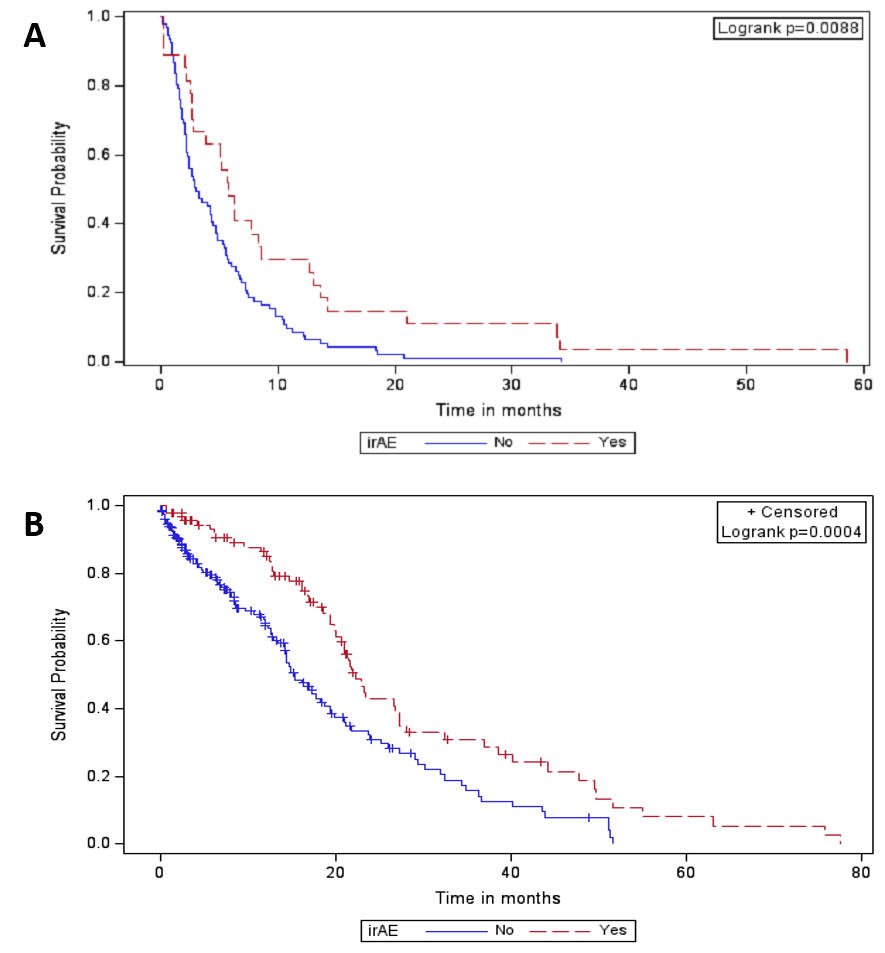 A
Logrank p=0.0088
1.0
0.8
0.6
0.4
0.2
0.0
Survival Probability
0 10 20 30 40 50 60
Time in months
irAE No Yes
B
+ Censored
Logrank p=0.0004
1.0
0.8
0.6
0.4
0.2
0.0
Survival Probability
0 20 40 60 80
Time in months
irAE No Yes